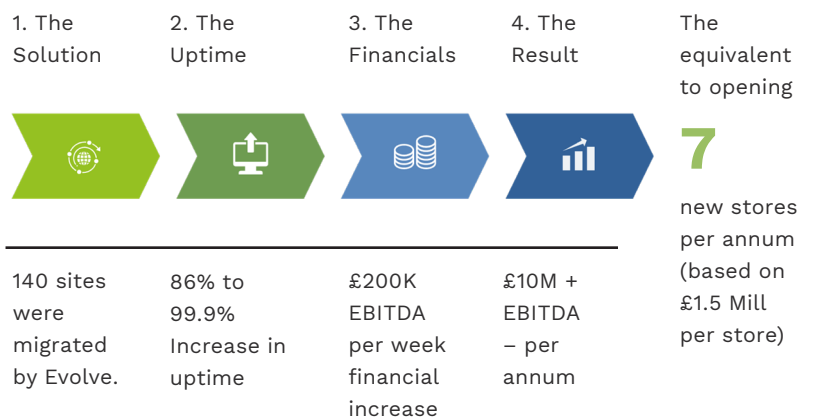 1. The
Solution
2. The
Uptime
3. The
Financials
4. The
Result
The
equivalent
to opening
7
new stores
per annum
(based on
£1.5 Mill
per store)
140 sites
were
migrated
by Evolve.
86% to
99.9%
Increase in
uptime
£200K
EBITDA
per week
financial
increase
£10M +
EBITDA
– per
annum